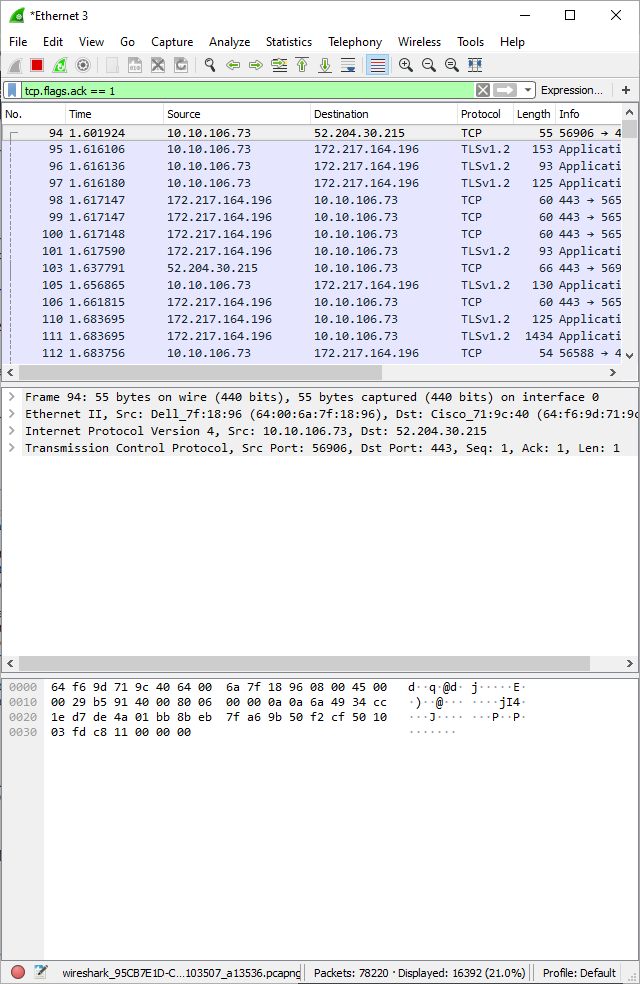 *Ethernet 3
File Edit View Go Capture Analyze Statistics Telephony Wireless Tools Help
tcp.flags.ack == 1 Expression… +
No. Time Source Destination Protocol Length Info
94 1.601924 10.10.106.73 52.204.30.215 TCP 55 56906 → 4
95 1.616106 10.10.106.73 172.217.164.196 TLSv1.2 153 Applicati
96 1.616136 10.10.106.73 172.217.164.196 TLSv1.2 93 Applicati
97 1.616180 10.10.106.73 172.217.164.196 TLSv1.2 125 Applicati
98 1.617147 172.217.164.196 10.10.106.73 TCP 60 443 → 565
99 1.617147 172.217.164.196 10.10.106.73 TCP 60 443 → 565
100 1.617148 172.217.164.196 10.10.106.73 TCP 60 443 → 565
101 1.617590 172.217.164.196 10.10.106.73 TLSv1.2 93 Applicati
103 1.637791 52.204.30.215 10.10.106.73 TCP 66 443 → 569
105 1.656865 10.10.106.73 172.217.164.196 TLSv1.2 130 Applicati
106 1.661815 172.217.164.196 10.10.106.73 TCP 60 443 → 565
110 1.683695 172.217.164.196 10.10.106.73 TLSv1.2 125 Applicati
111 1.683695 172.217.164.196 10.10.106.73 TLSv1.2 1434 Applicati
112 1.683756 10.10.106.73 172.217.164.196 TCP 54 56588 → 4
Frame 94: 55 bytes on wire (440 bits), 55 bytes captured (440 bits) on interface 0
Ethernet II, Src: Dell_7f:18:96 (64:00:6a:7f:18:96), Dst: Cisco_71:9c:40 (64:f6:9d:71:9c
Internet Protocol Version 4, Src: 10.10.106.73, Dst: 52.204.30.215
Transmission Control Protocol, Src Port: 56906, Dst Port: 443, Seq: 1, Ack: 1, Len: 1
0000 64 f6 9d 71 9c 40 64 00 6a 7f 18 96 08 00 45 00 d··q·@d· j·····E·
0010 00 29 b5 91 40 00 80 06 00 00 0a 0a 6a 49 34 cc ·)··@··· ····jI4·
0020 1e d7 de 4a 01 bb 8b eb 7f a6 9b 50 f2 cf 50 10 ···J···· ···P··P·
0030 03 fd c8 11 00 00 00 ·······
wireshark_95CB7E1D-C…103507_a13536.pcapng Packets: 78220 · Displayed: 16392 (21.0%) Profile: Default